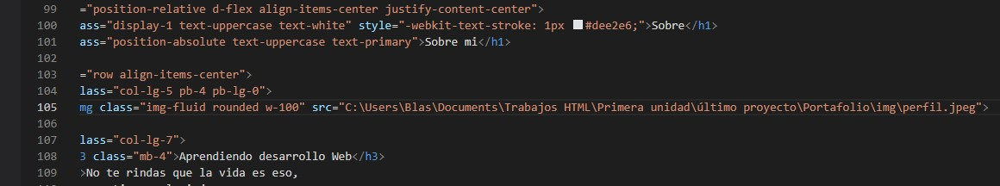 99 ="position-relative d-flex align-items-center justify-content-center">
100 ass="display-1 text-uppercase text-white" style="-webkit-text-stroke: 1px #dee2e6;">Sobre</h1>
101 ass="position-absolute text-uppercase text-primary">Sobre mi</h1>
102
103 ="row align-items-center">
104 lass="col-lg-5 pb-4 pb-lg-0">
105 mg class="img-fluid rounded w-100" src="C:\Users\Blas\Documents\Trabajos HTML\Primera unidad\último proyecto\Portafolio\img\perfil.jpeg">
106
107 lass="col-lg-7">
108 3 class="mb-4">Aprendiendo desarrollo Web</h3>
109 >No te rindas que la vida es eso,